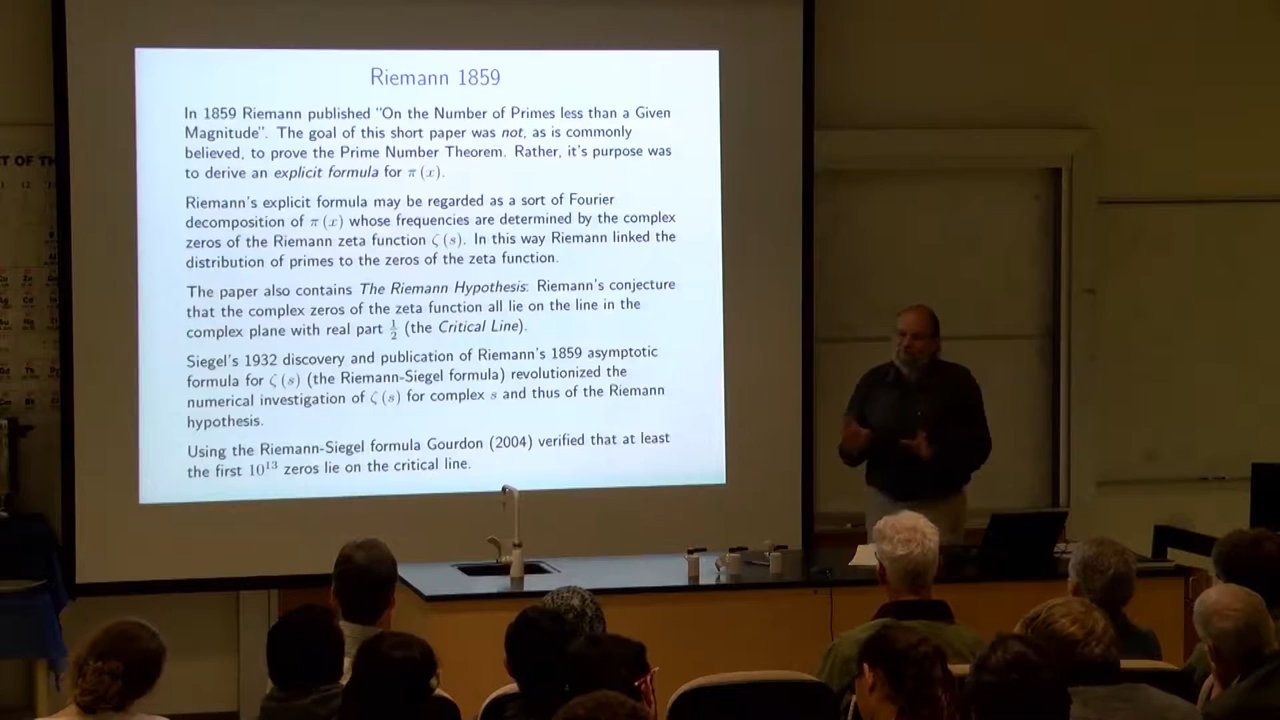 Riemann 1859
In 1859 Riemann published "On the Number of Primes less than a Given
Magnitude". The goal of this short paper was not, as is commonly
believed, to prove the Prime Number Theorem. Rather, it's purpose was
to derive an explicit formula for π(x).
Riemann's explicit formula may be regarded as a sort of Fourier
decomposition of π(x) whose frequencies are determined by the complex
zeros of the Riemann zeta function ζ(s). In this way Riemann linked the
distribution of primes to the zeros of the zeta function.
The paper also contains The Riemann Hypothesis: Riemann's conjecture
that the complex zeros of the zeta function all lie on the line in the
complex plane with real part 1/2 (the Critical Line).
Siegel's 1932 discovery and publication of Riemann's 1859 asymptotic
formula for ζ(s) (the Riemann-Siegel formula) revolutionized the
numerical investigation of ζ(s) for complex s and thus of the Riemann
hypothesis.
Using the Riemann-Siegel formula Gourdon (2004) verified that at least
the first 10¹³ zeros lie on the critical line.
T OF TH